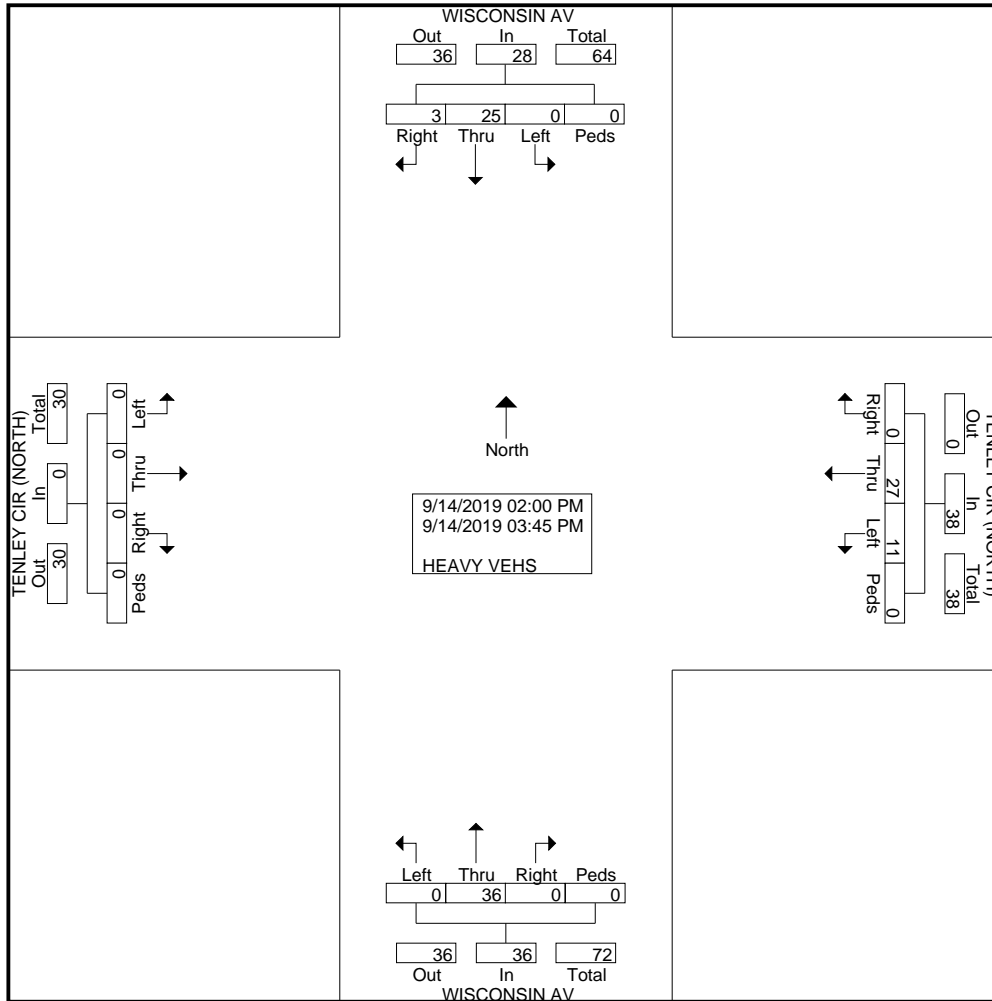 WISCONSIN AV
Out In Total
36 28 64
3 25 0 0
Right Thru Left Peds
TENLEY CIR (NORTH)
Total In Out
30 0 30
0 0 0 0
Left Thru Right Peds
North
9/14/2019 02:00 PM
9/14/2019 03:45 PM
HEAVY VEHS
Right Thru Left Peds
0 27 11 0
0 38 38
Out In Total
TENLEY CIR (NORTH)
Left Thru Right Peds
0 36 0 0
36 36 72
Out In Total
WISCONSIN AV